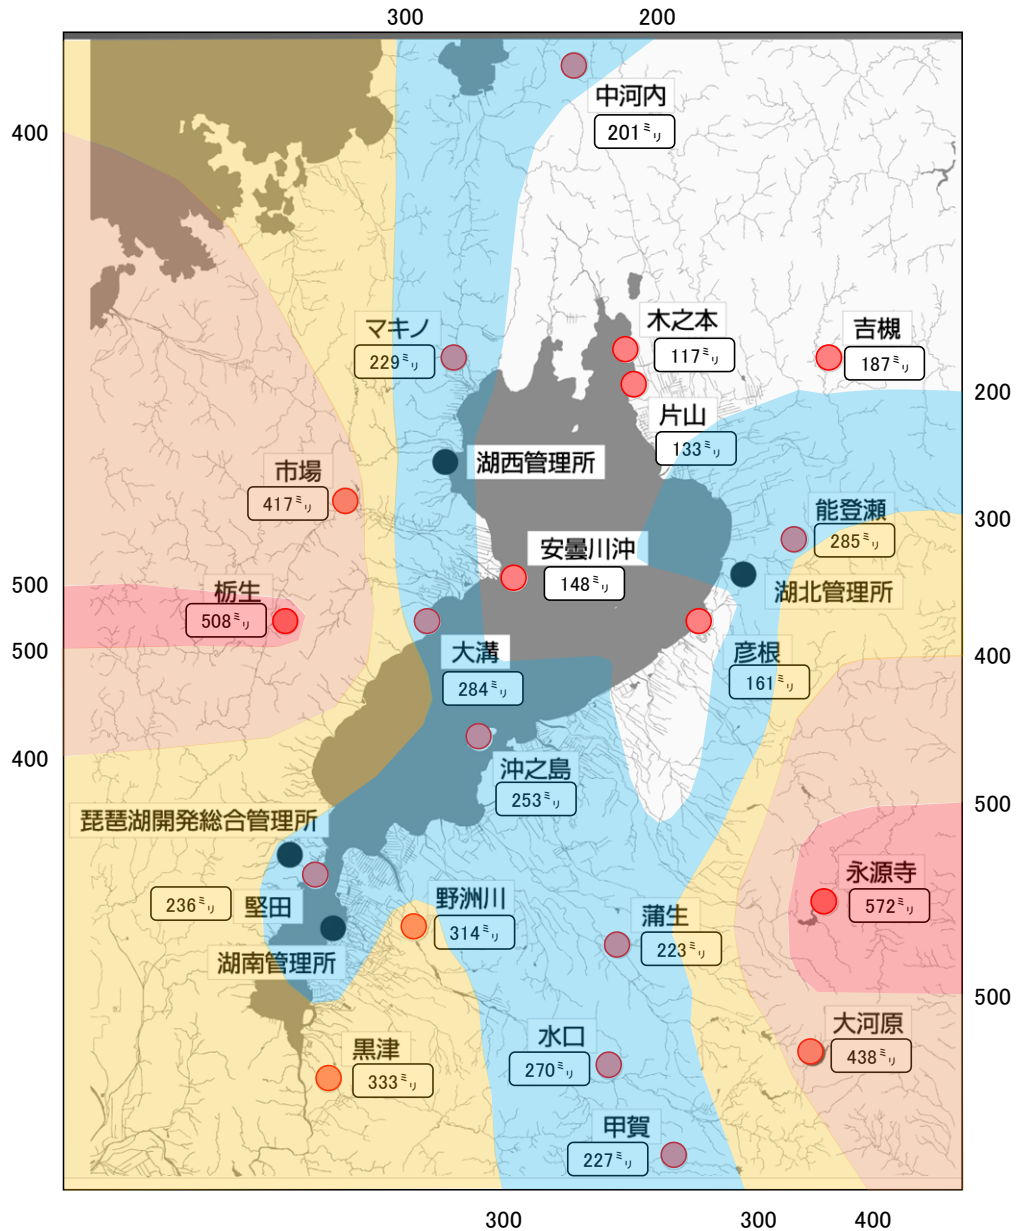 300
200
中河内
201ミリ
400
マキノ
229ミリ
木之本
117ミリ
吉槻
187ミリ
200
片山
133ミリ
湖西管理所
市場
417ミリ
能登瀬
285ミリ
300
安曇川沖
148ミリ
湖北管理所
500
栃生
508ミリ
500
大溝
284ミリ
彦根
161ミリ
400
400
沖之島
253ミリ
500
琵琶湖開発総合管理所
永源寺
572ミリ
236ミリ
堅田
野洲川
314ミリ
蒲生
223ミリ
湖南管理所
500
大河原
438ミリ
黒津
333ミリ
水口
270ミリ
甲賀
227ミリ
300
300
400